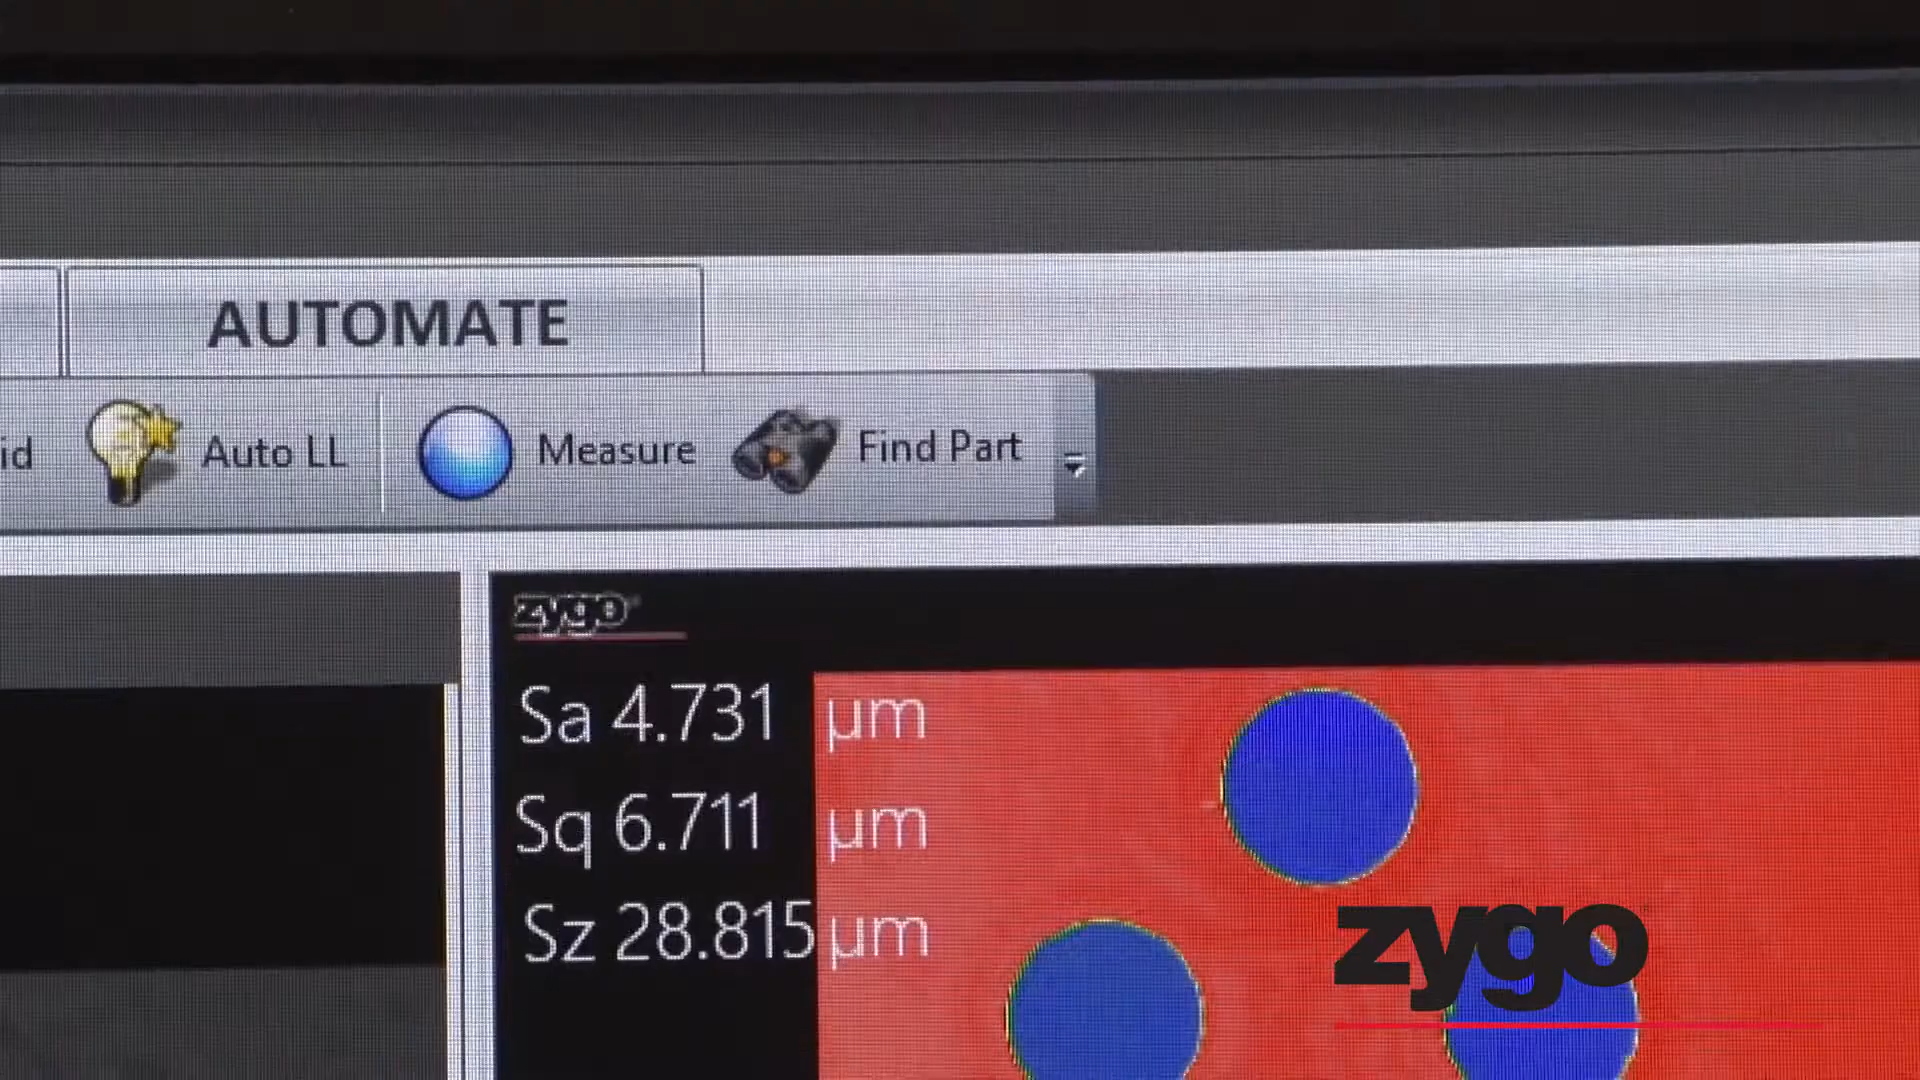 AUTOMATE
id
Auto LL
Measure
Find Part
zygo
Sa 4.731 µm
Sq 6.711 µm
Sz 28.815 µm
zygo